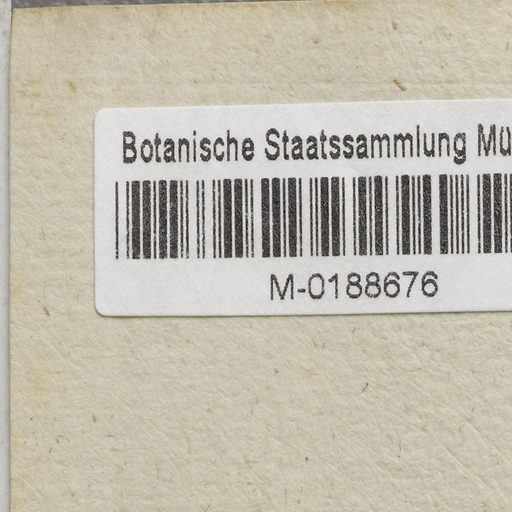 Botanische Staatssammlung Mü
M-0188676